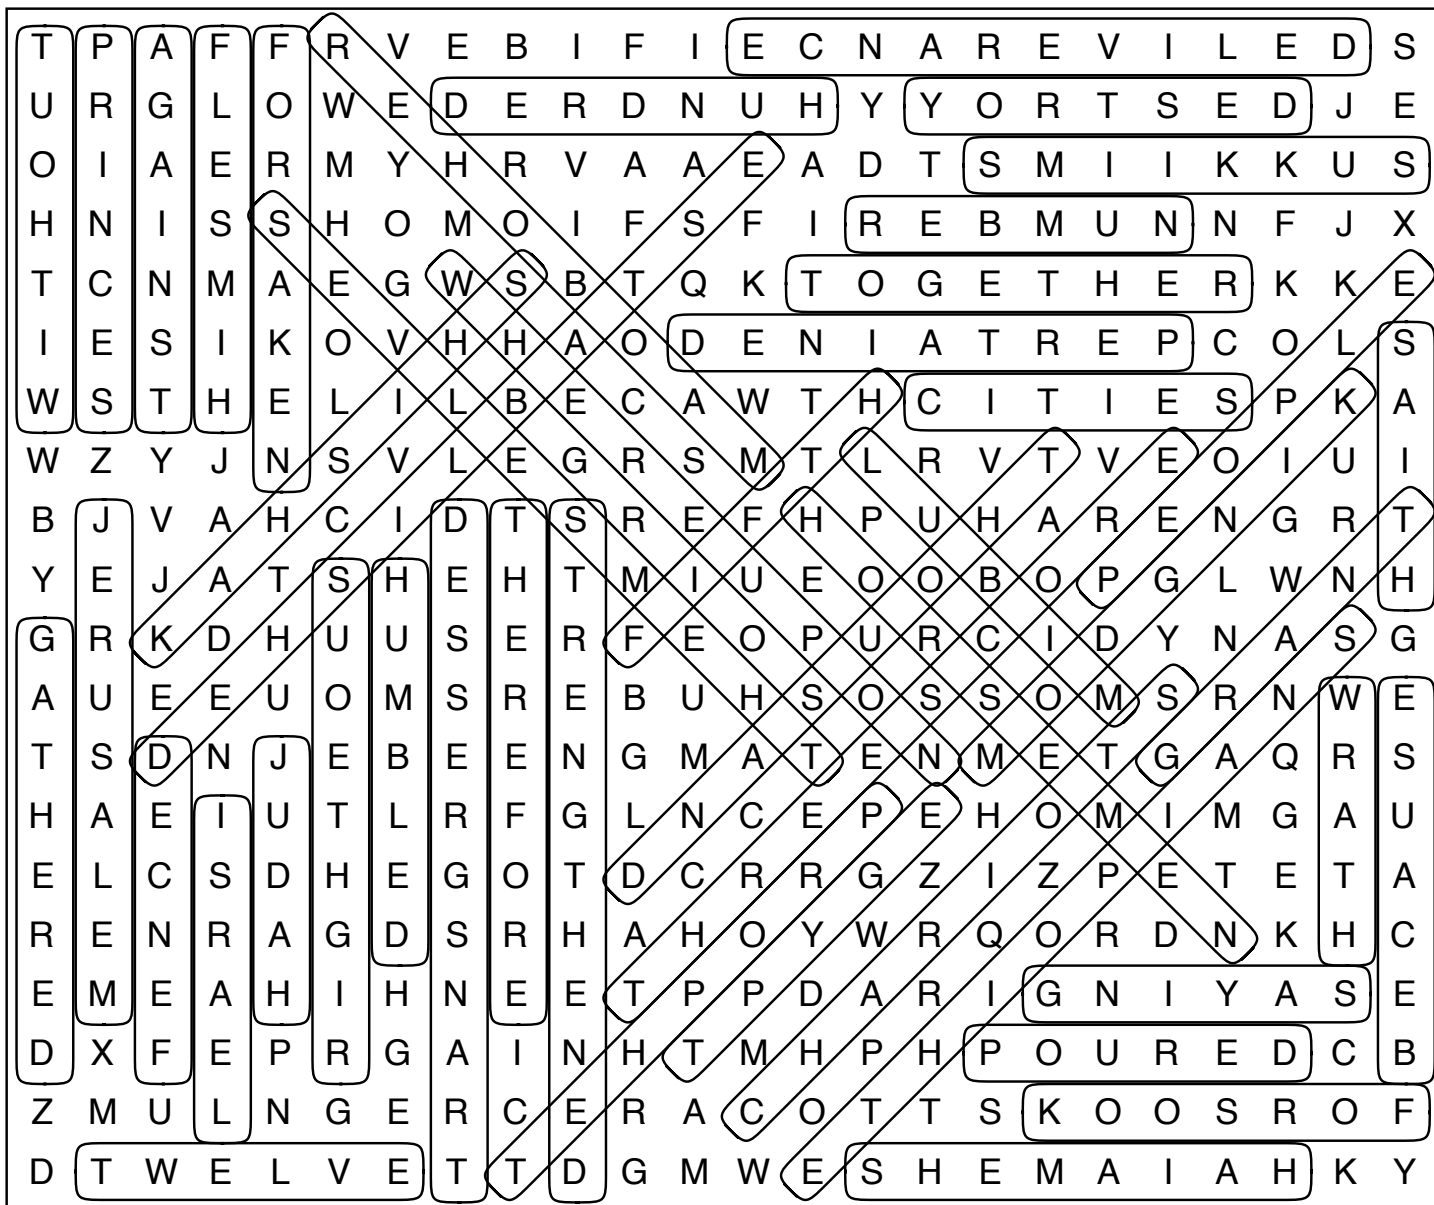 T P A F F R V E B I F I E C N A R E V I L E D S
U R G L O W E D E R D N U H Y Y O R T S E D J E
O I A E R M Y H R V A A E A D T S M I I K K U S
H N I S S H O M O I F S F I R E B M U N N F J X
T C N M A E G W S B T Q K T O G E T H E R K K E
I E S I K O V H H A O D E N I A T R E P C O L S
W S T H E L I L B E C A W T H C I T I E S P K A
W Z Y J N S V L E G R S M T L R V T V E O I U I
B J V A H C I D T S R E F H P U H A R E N G R T
Y E J A T S H E H T M I U E O O B O P G L W N H
G R K D H U U S E R F E O P U R C I D Y N A S G
A U E E U O M S R E B U H S O S S O M S R N W E
T S D N J E B E E N G M A T E N M E T G A Q R S
H A E I U T L R F G L N C E P E H O M I M G A U
E L C S D H E G O T D C R R G Z I Z P E T E T A
R E N R A G D S R H A H O Y W R Q O R D N K H C
E M E A H I H N E E T P P D A R I G N I Y A S E
D X F E P R G A I N H T M H P H P O U R E D C B
Z M U L N G E R C E R A C O T T S K O O S R O F
D T W E L V E T T D G M W E S H E M A I A H K Y